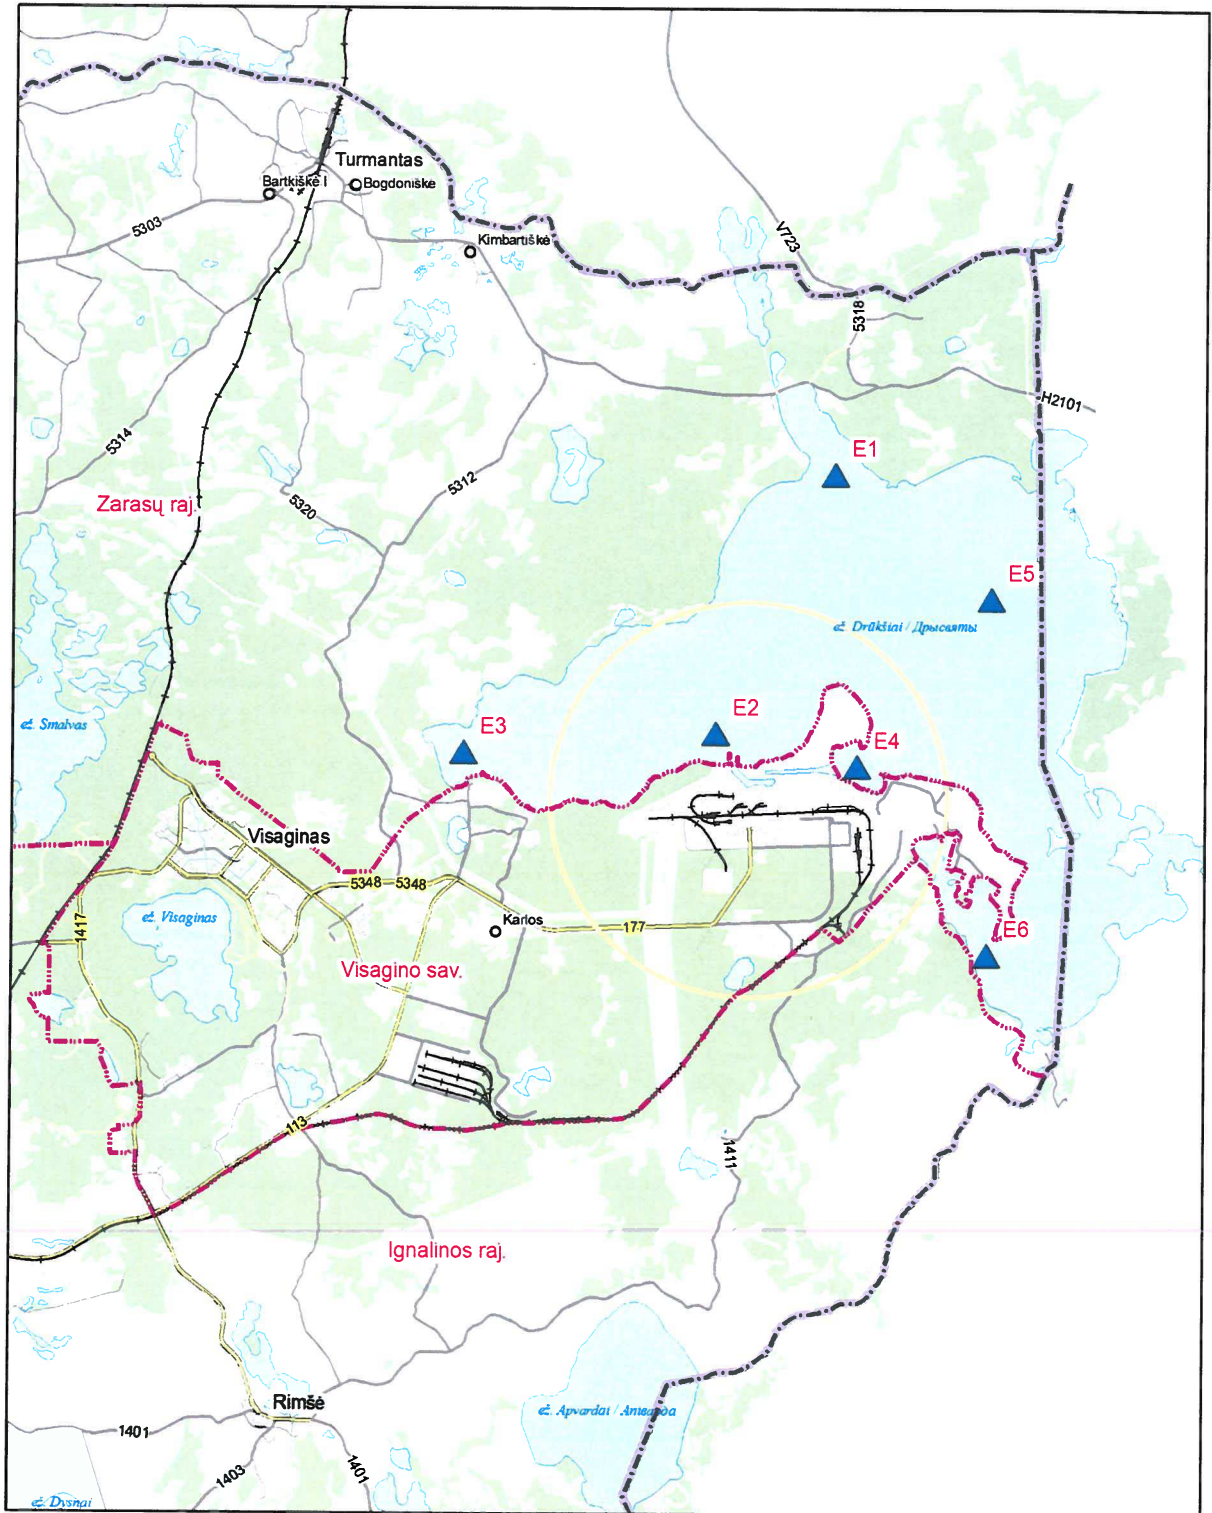 Turmantas
Bartkiškė I
Bogdoniškė
5303
Kimbartiškė
V723
5318
H2101
5314
E1
5312
Zarasų raj.
5320
E5
ež. Drūkšiai / Дрысвяты
E2
ež. Smalvas
E3
E4
Visaginas
5348
5348
ež. Visaginas
Karlos
177
1417
E6
Visagino sav.
113
1411
Ignalinos raj.
Rimšė
ež. Apvardai /
1401
1403
1401
ež. Dysnai